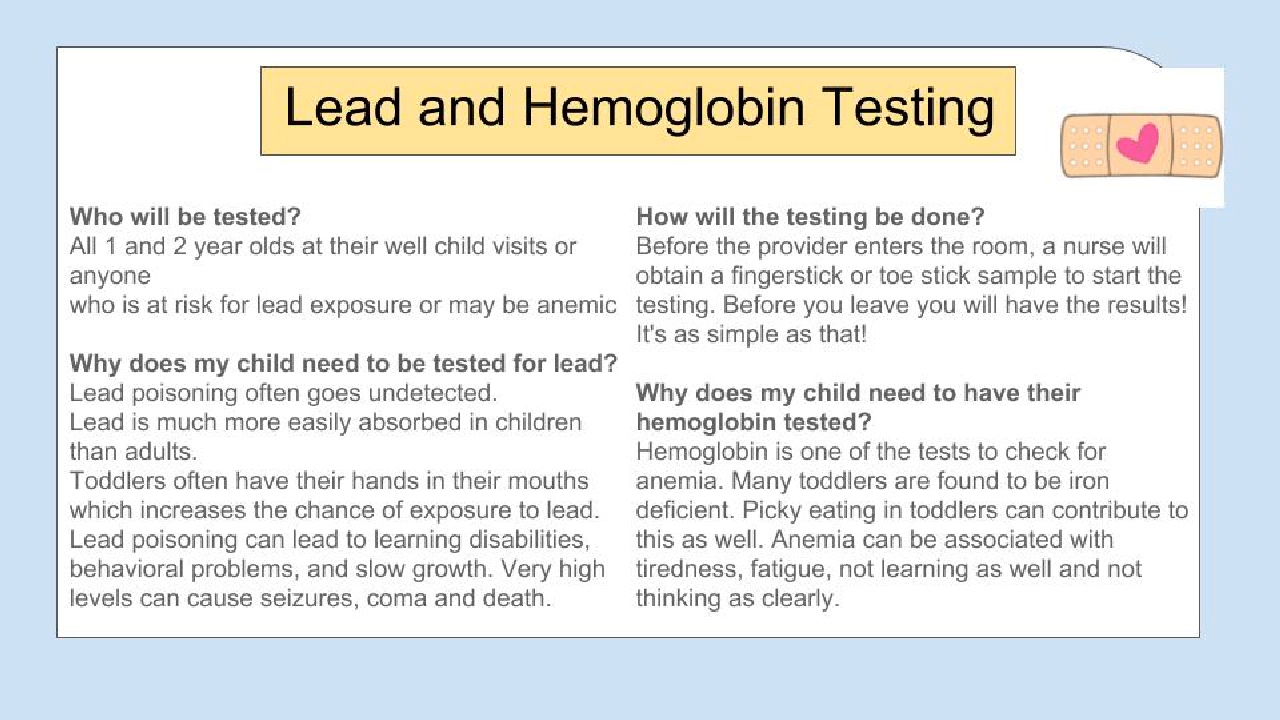 Lead and Hemoglobin Testing
Who will be tested?
All 1 and 2 year olds at their well child visits or
anyone
who is at risk for lead exposure or may be anemic
Why does my child need to be tested for lead?
Lead poisoning often goes undetected.
Lead is much more easily absorbed in children
than adults.
Toddlers often have their hands in their mouths
which increases the chance of exposure to lead.
Lead poisoning can lead to learning disabilities,
behavioral problems, and slow growth. Very high
levels can cause seizures, coma and death.
How will the testing be done?
Before the provider enters the room, a nurse will
obtain a fingerstick or toe stick sample to start the
testing. Before you leave you will have the results!
It's as simple as that!
Why does my child need to have their
hemoglobin tested?
Hemoglobin is one of the tests to check for
anemia. Many toddlers are found to be iron
deficient. Picky eating in toddlers can contribute to
this as well. Anemia can be associated with
tiredness, fatigue, not learning as well and not
thinking as clearly.